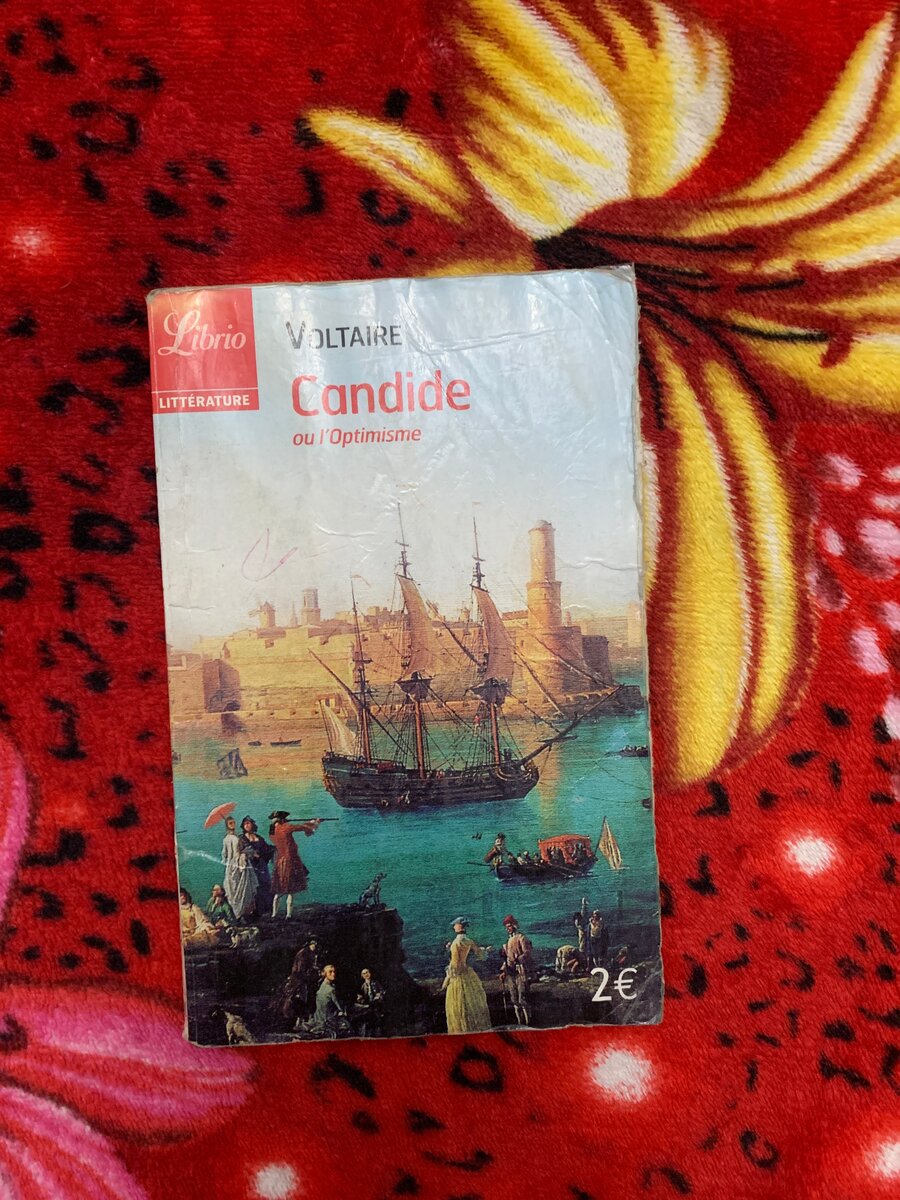 Librio
LITTÉRATURE
VOLTAIRE
Candide
ou l'Optimisme
2€